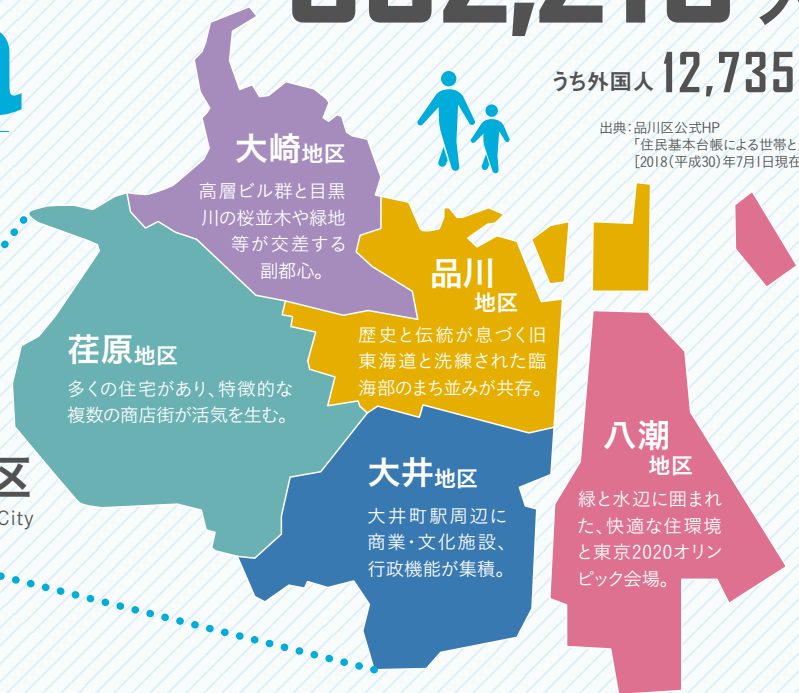 うち外国人 12,735
出典：品川区公式HP
「住民基本台帳による世帯と
［2018（平成30）年7月1日現在
大崎地区
高層ビル群と目黒
川の桜並木や緑地
等が交差する
副都心。
品川
地区
歴史と伝統が息づく旧
東海道と洗練された臨
海部のまち並みが共存。
荏原地区
多くの住宅があり、特徴的な
複数の商店街が活気を生む。
八潮
地区
緑と水辺に囲まれ
た、快適な住環境
と東京2020オリン
ピック会場。
大井地区
大井町駅周辺に
商業・文化施設、
行政機能が集積。
区
City